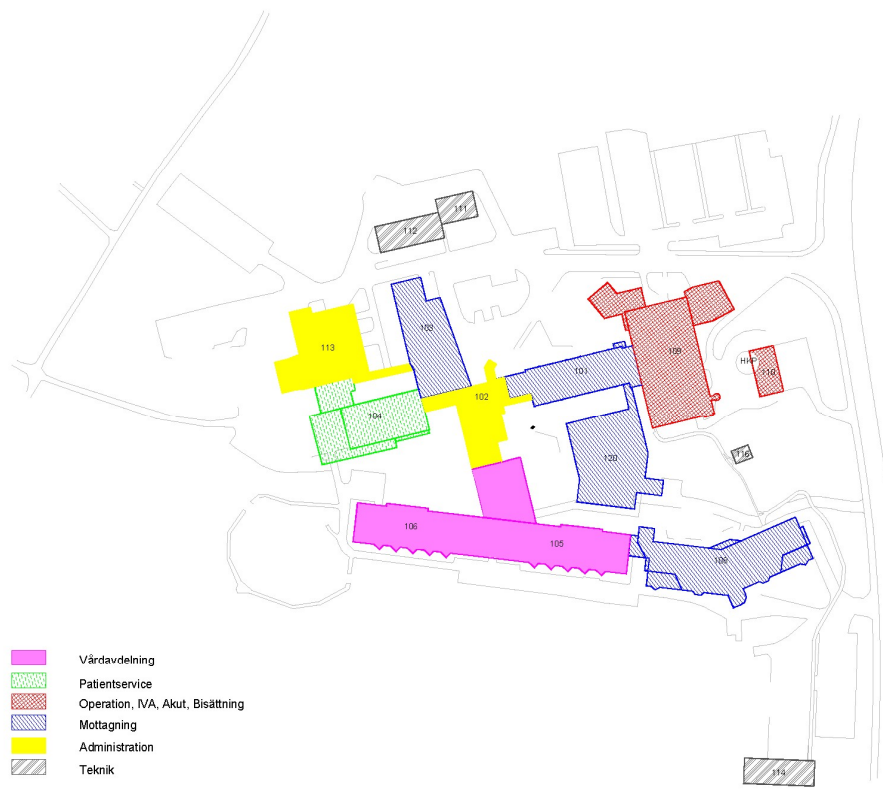 111
112
103
113
109
101
HKP
110
102
104
120
116
106
105
108
Vårdavdelning
Patientservice
Operation, IVA, Akut, Bisättning
Mottagning
Administration
Teknik
114